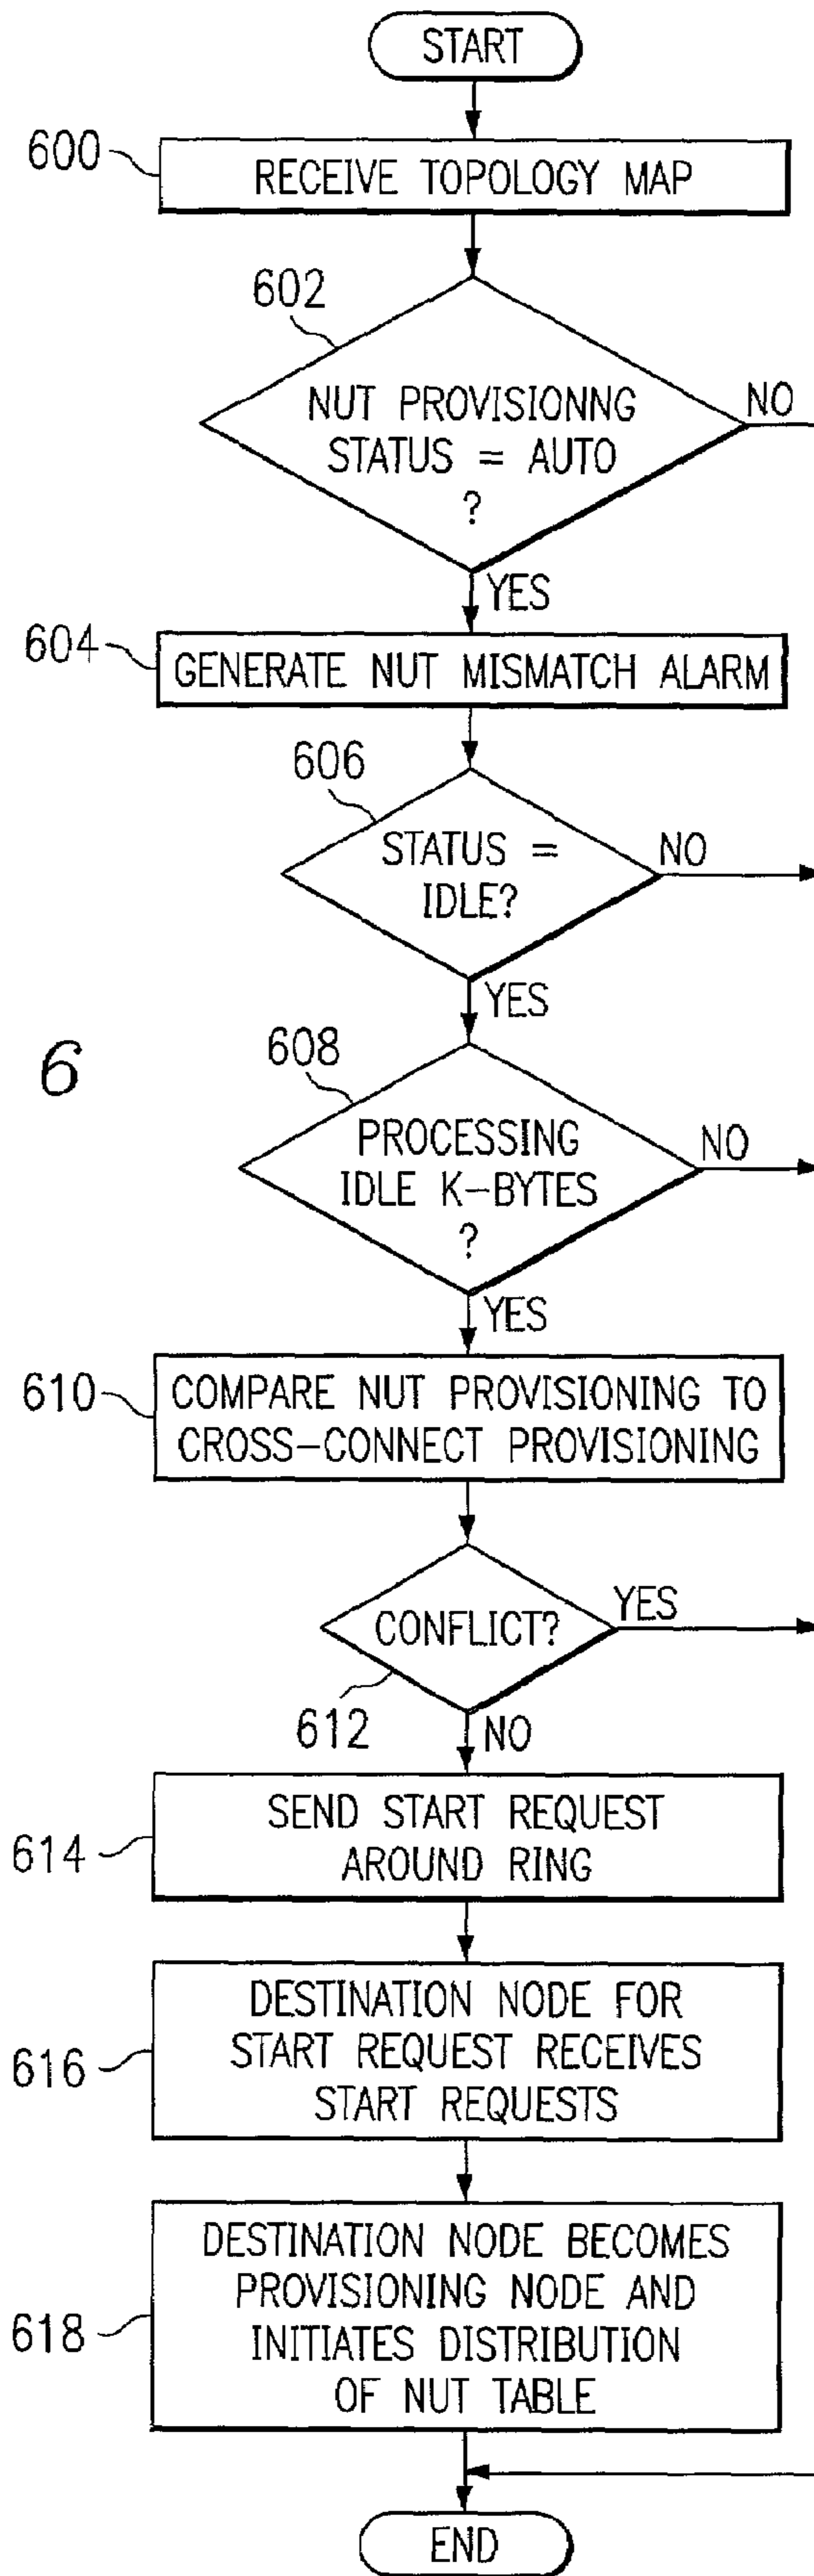 START
600
RECEIVE TOPOLOGY MAP
602
NUT PROVISIONNG
STATUS = AUTO
?
NO
YES
604
GENERATE NUT MISMATCH ALARM
606
STATUS =
IDLE?
NO
YES
6
608
PROCESSING
IDLE K-BYTES
?
NO
YES
610
COMPARE NUT PROVISIONING TO
CROSS-CONNECT PROVISIONING
CONFLICT?
YES
612
NO
614
SEND START REQUEST
AROUND RING
616
DESTINATION NODE FOR
START REQUEST RECEIVES
START REQUESTS
618
DESTINATION NODE BECOMES
PROVISIONING NODE AND
INITIATES DISTRIBUTION
OF NUT TABLE
END